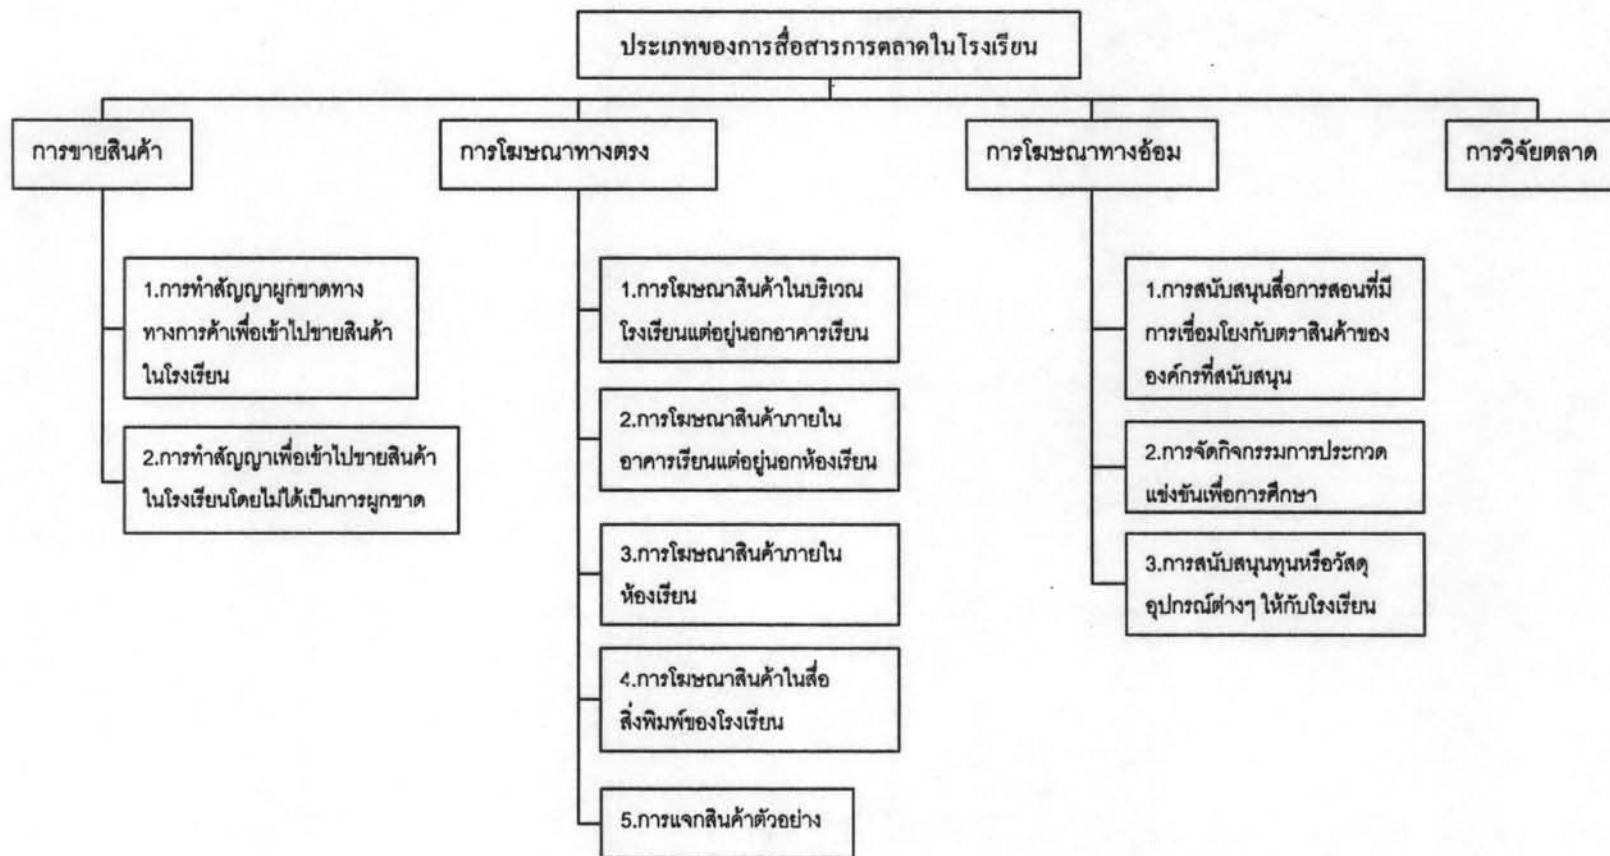 ประเภทของการสื่อสารการตลาดในโรงเรียน
การขายสินค้า
1.การทำสัญญาผูกขาดทาง
ทางการค้าเพื่อเข้าไปขายสินค้า
ในโรงเรียน
2.การทำสัญญาเพื่อเข้าไปขายสินค้า
ในโรงเรียนโดยไม่ได้เป็นการผูกขาด
การโฆษณาทางตรง
1.การโฆษณาสินค้าในบริเวณ
โรงเรียนแต่อยู่นอกอาคารเรียน
2.การโฆษณาสินค้าภายใน
อาคารเรียนแต่อยู่นอกห้องเรียน
3.การโฆษณาสินค้าภายใน
ห้องเรียน
4.การโฆษณาสินค้าในสื่อ
สิ่งพิมพ์ของโรงเรียน
5.การแจกสินค้าตัวอย่าง
การโฆษณาทางอ้อม
1.การสนับสนุนสื่อการสอนที่มี
การเชื่อมโยงกับตราสินค้าของ
องค์กรที่สนับสนุน
2.การจัดกิจกรรมการประกวด
แข่งขันเพื่อการศึกษา
3.การสนับสนุนทุนหรือวัสดุ
อุปกรณ์ต่างๆ ให้กับโรงเรียน
การวิจัยตลาด